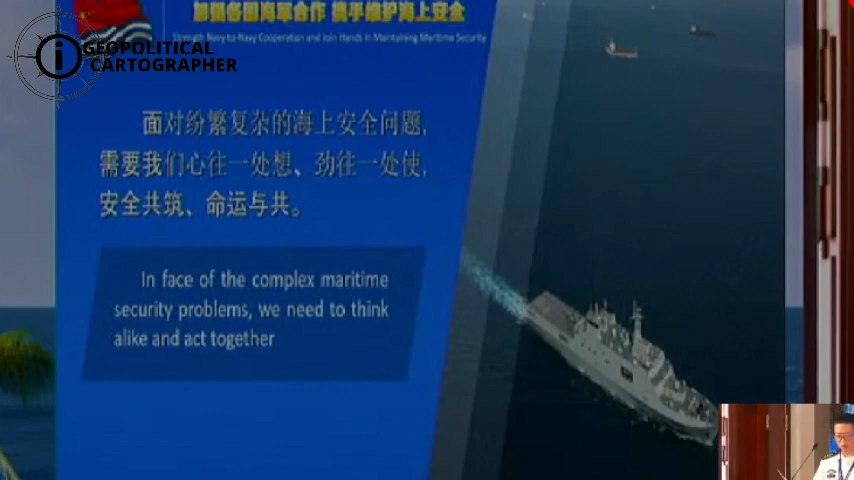 加强各国海军合作 携手维护海上安全
Strength Navy-to-Navy Cooperation and Join Hands in Maintaining Maritime Security
GEOPOLITICAL
CARTOGRAPHER
面对纷繁复杂的海上安全问题,
需要我们心往一处想、劲往一处使,
安全共筑、命运与共。
In face of the complex maritime
security problems, we need to think
alike and act together